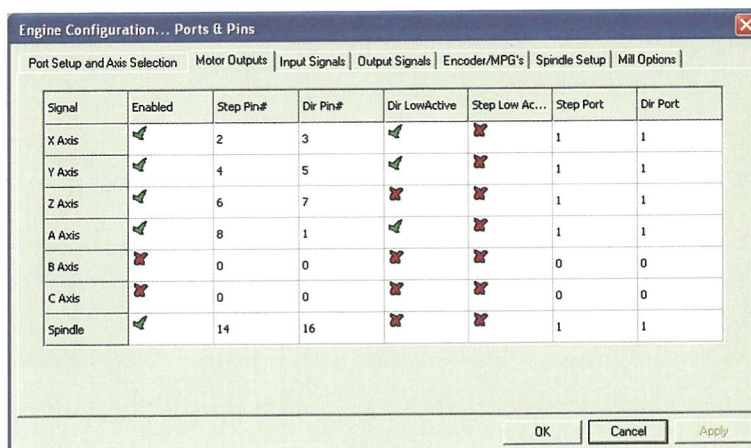 Engine Configuration... Ports & Pins
Port Setup and Axis Selection Motor Outputs Input Signals Output Signals Encoder/MPG's Spindle Setup Mill Options
Signal Enabled Step Pin# Dir Pin# Dir LowActive Step Low Ac... Step Port Dir Port
X Axis 2 3 1 1
Y Axis 4 5 1 1
Z Axis 6 7 1 1
A Axis 8 1 1 1
B Axis 0 0 0 0
C Axis 0 0 0 0
Spindle 14 16 1 1
OK Cancel Apply